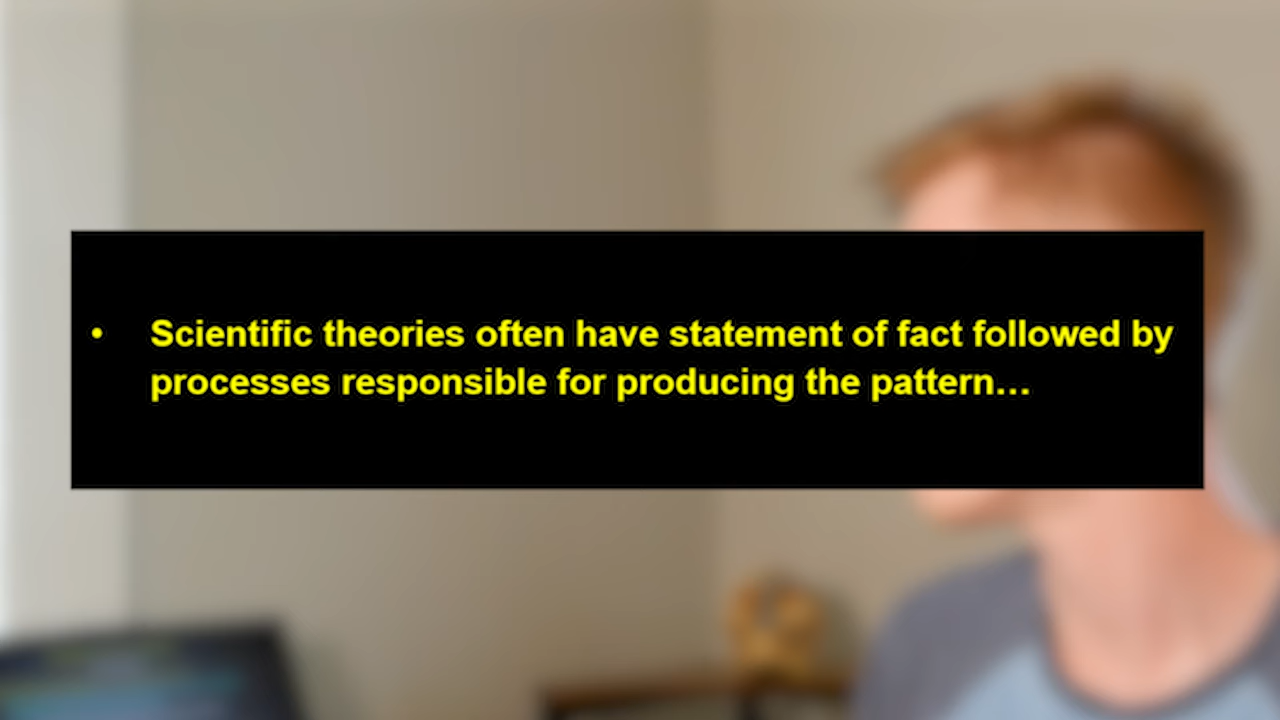 • Scientific theories often have statement of fact followed by
processes responsible for producing the pattern…